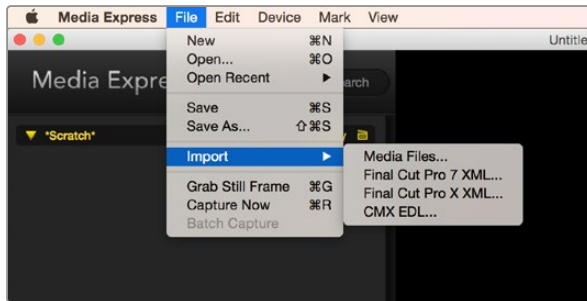 Media Express File Edit Device Mark View
Untitle
New ⌘N
Open... ⌘O
Open Recent
Media Expre
arch
Save ⌘S
Save As... ⇧⌘S
*Scratch*
Import
Media Files...
Final Cut Pro 7 XML...
Final Cut Pro X XML...
CMX EDL...
Grab Still Frame ⌘G
Capture Now ⌘R
Batch Capture